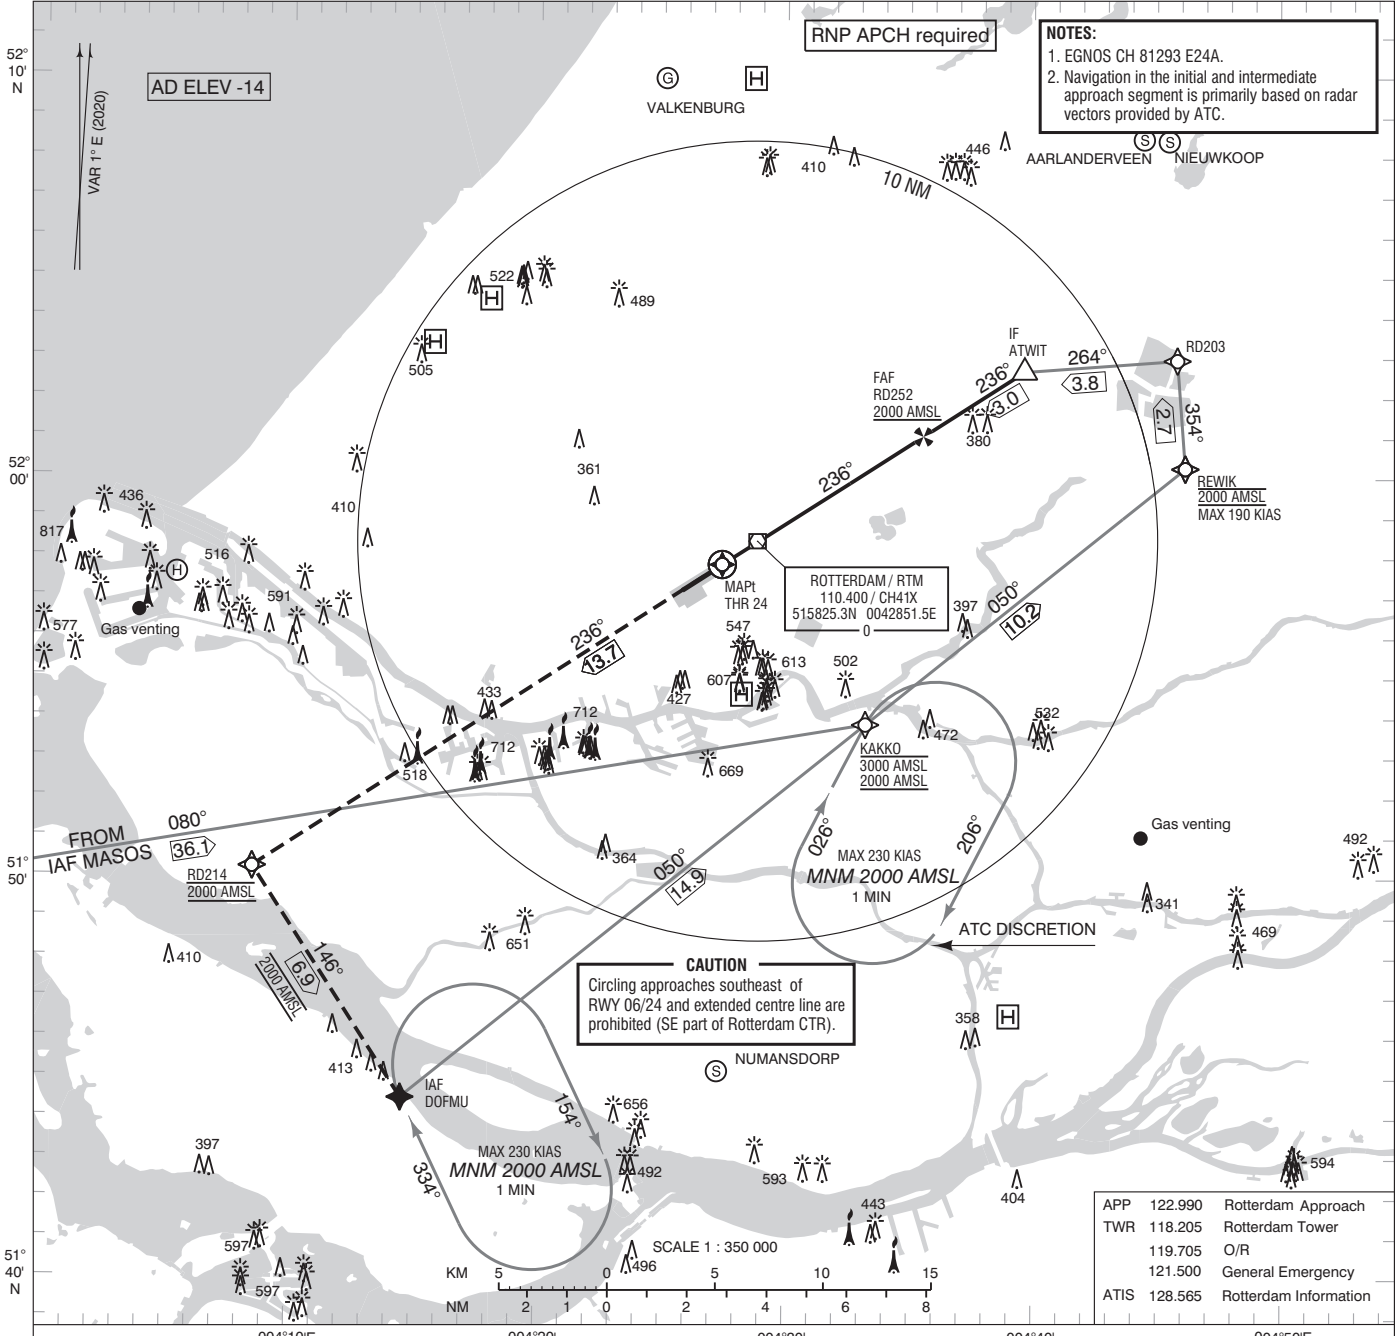 RNP APCH required
NOTES:
1. EGNOS CH 81293 E24A.
2. Navigation in the initial and intermediate
approach segment is primarily based on radar
vectors provided by ATC.
52°
10'
N
AD ELEV -14
VAR 1° E (2020)
G
H
VALKENBURG
S
S
AARLANDERVEEN
NIEUWKOOP
410
446
10 NM
522
H
489
H
505
IF
ATWIT
264°
3.8
RD203
FAF
RD252
2000 AMSL
236°
3.0
380
2.7
354°
361
236°
52°
00'
REWIK
2000 AMSL
MAX 190 KIAS
410
436
817
516
H
591
577
Gas venting
MAPt
THR 24
ROTTERDAM / RTM
110.400 / CH41X
515825.3N 0042851.5E
0
397
050°
10.2
236°
13.7
547
613
607
H
502
427
433
712
712
518
669
472
532
KAKKO
3000 AMSL
2000 AMSL
FROM
IAF MASOS
080°
36.1
026°
206°
MAX 230 KIAS
MNM 2000 AMSL
1 MIN
Gas venting
492
51°
50'
RD214
2000 AMSL
364
050°
14.9
341
469
ATC DISCRETION
651
410
146°
6.9
2000 AMSL
CAUTION
Circling approaches southeast of
RWY 06/24 and extended centre line are
prohibited (SE part of Rotterdam CTR).
358
H
S
NUMANSDORP
413
IAF
DOFMU
154°
334°
MAX 230 KIAS
MNM 2000 AMSL
1 MIN
656
492
593
397
594
404
443
597
597
496
51°
40'
N
SCALE 1 : 350 000
KM
5 0 5 10 15
NM
2 1 0 2 4 6 8
APP 122.990 Rotterdam Approach
TWR 118.205 Rotterdam Tower
119.705 O/R
121.500 General Emergency
ATIS 128.565 Rotterdam Information